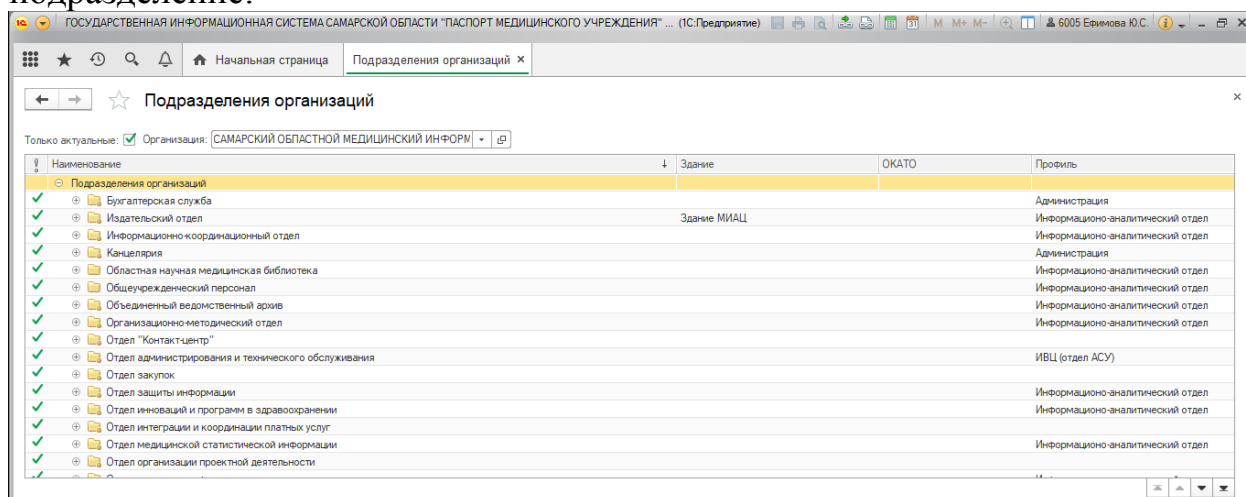 подразделение.
ГОСУДАРСТВЕННАЯ ИНФОРМАЦИОННАЯ СИСТЕМА САМАРСКОЙ ОБЛАСТИ "ПАСПОРТ МЕДИЦИНСКОГО УЧРЕЖДЕНИЯ" ... (1С:Предприятие) 31 M M+ M- 6005 Ефимова Ю.С.
Начальная страница Подразделения организаций ×
Подразделения организаций
Только актуальные: Организация: САМАРСКИЙ ОБЛАСТНОЙ МЕДИЦИНСКИЙ ИНФОРМ
Наименование ↓ Здание ОКАТО Профиль
Подразделения организаций
Бухгалтерская служба Администрация
Издательский отдел Здание МИАЦ Информационо-аналитический отдел
Информационно-координационный отдел Информационо-аналитический отдел
Канцелярия Администрация
Областная научная медицинская библиотека Информационо-аналитический отдел
Общеучрежденческий персонал Информационо-аналитический отдел
Объединенный ведомственный архив Информационо-аналитический отдел
Организационно-методический отдел Информационо-аналитический отдел
Отдел "Контакт-центр"
Отдел администрирования и технического обслуживания ИВЦ (отдел АСУ)
Отдел закупок
Отдел защиты информации Информационо-аналитический отдел
Отдел инноваций и программ в здравоохранении Информационо-аналитический отдел
Отдел интеграции и координации платных услуг
Отдел медицинской статистической информации Информационо-аналитический отдел
Отдел организации проектной деятельности